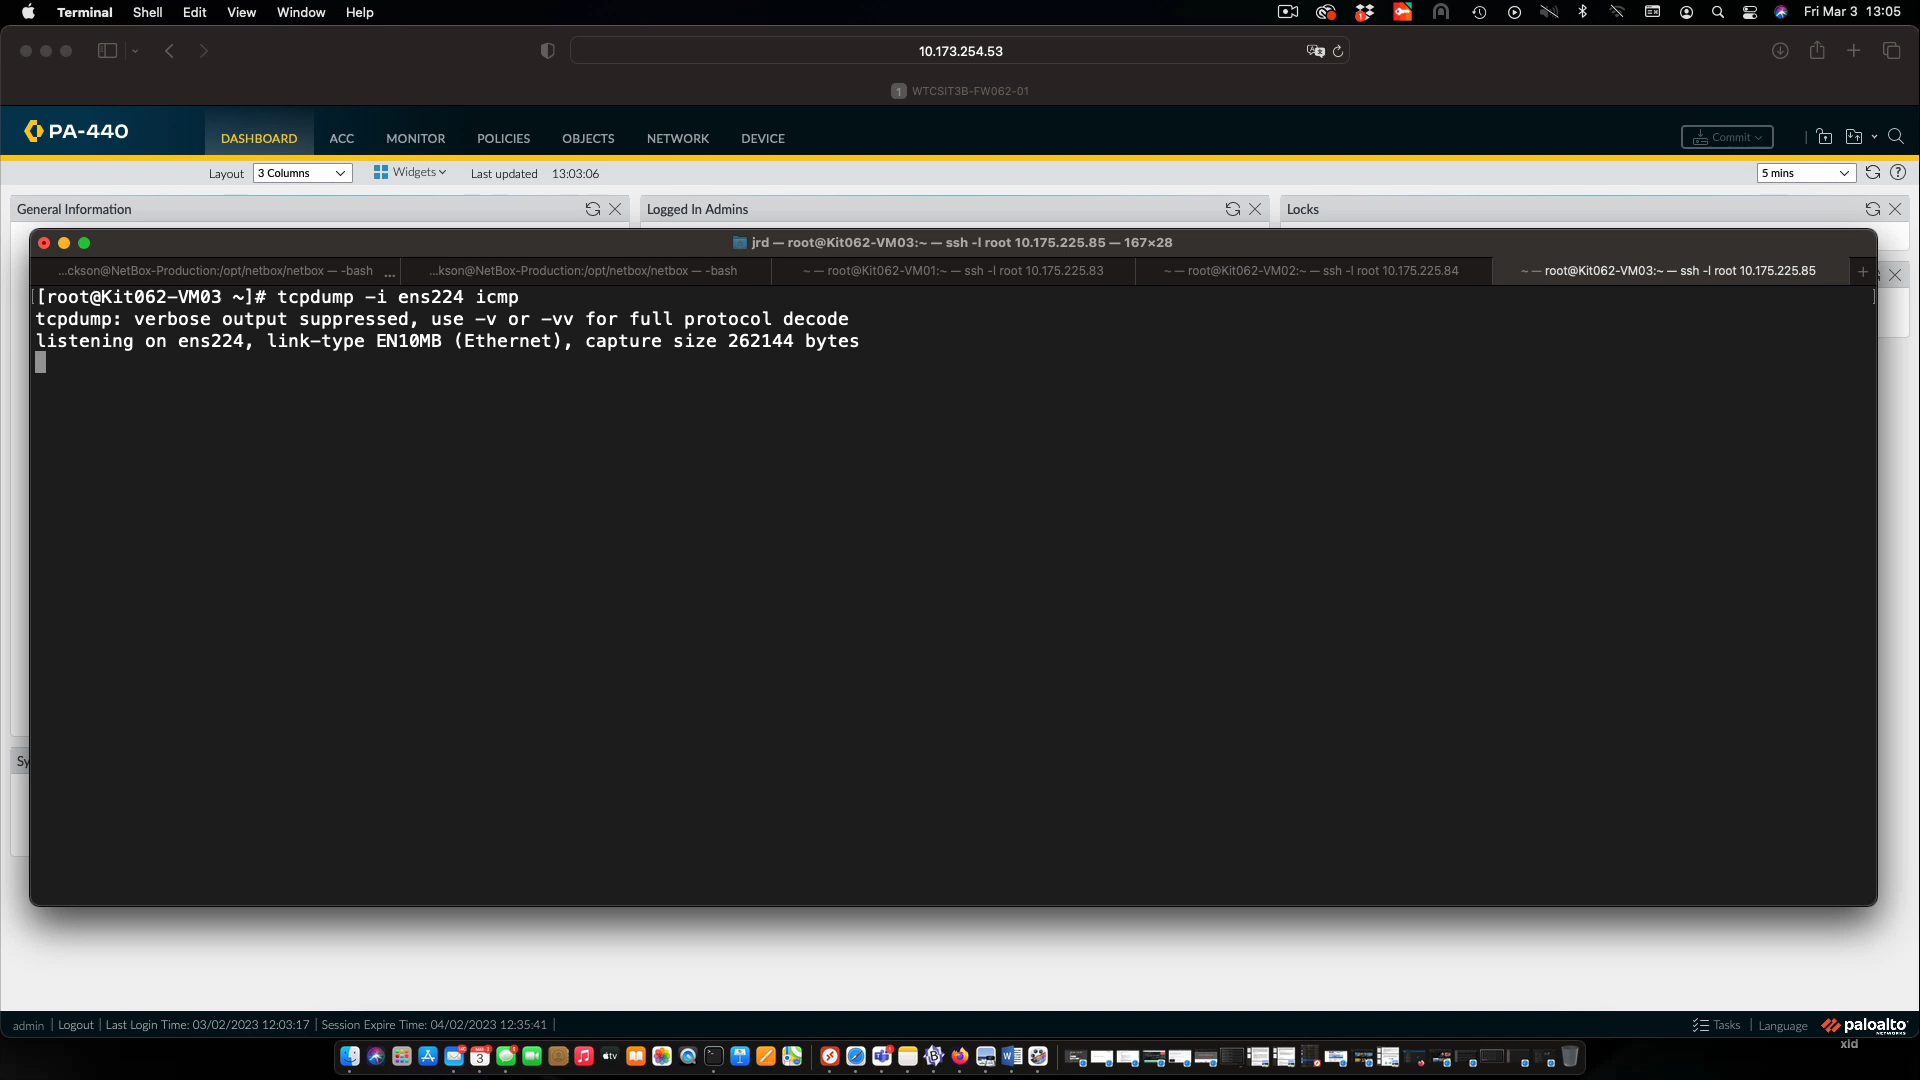 Terminal Shell Edit View Window Help Fri Mar 3 13:05
10.173.254.53
1 WTCSIT3B-FW062-01
PA-440 DASHBOARD ACC MONITOR POLICIES OBJECTS NETWORK DEVICE Commit
Layout 3 Columns Widgets Last updated 13:03:06 5 mins
General Information Logged In Admins Locks
jrd — root@Kit062-VM03:~ — ssh -l root 10.175.225.85 — 167×28
...ckson@NetBox-Production:/opt/netbox/netbox — -bash ... ...kson@NetBox-Production:/opt/netbox/netbox — -bash ~ — root@Kit062-VM01:~ — ssh -l root 10.175.225.83 ~ — root@Kit062-VM02:~ — ssh -l root 10.175.225.84 ~ — root@Kit062-VM03:~ — ssh -l root 10.175.225.85
[[root@Kit062-VM03 ~]# tcpdump -i ens224 icmp ]
tcpdump: verbose output suppressed, use -v or -vv for full protocol decode
listening on ens224, link-type EN10MB (Ethernet), capture size 262144 bytes
Sy
admin | Logout | Last Login Time: 03/02/2023 12:03:17 | Session Expire Time: 04/02/2023 12:35:41 | Tasks | Language paloalto NETWORKS
xld
tv